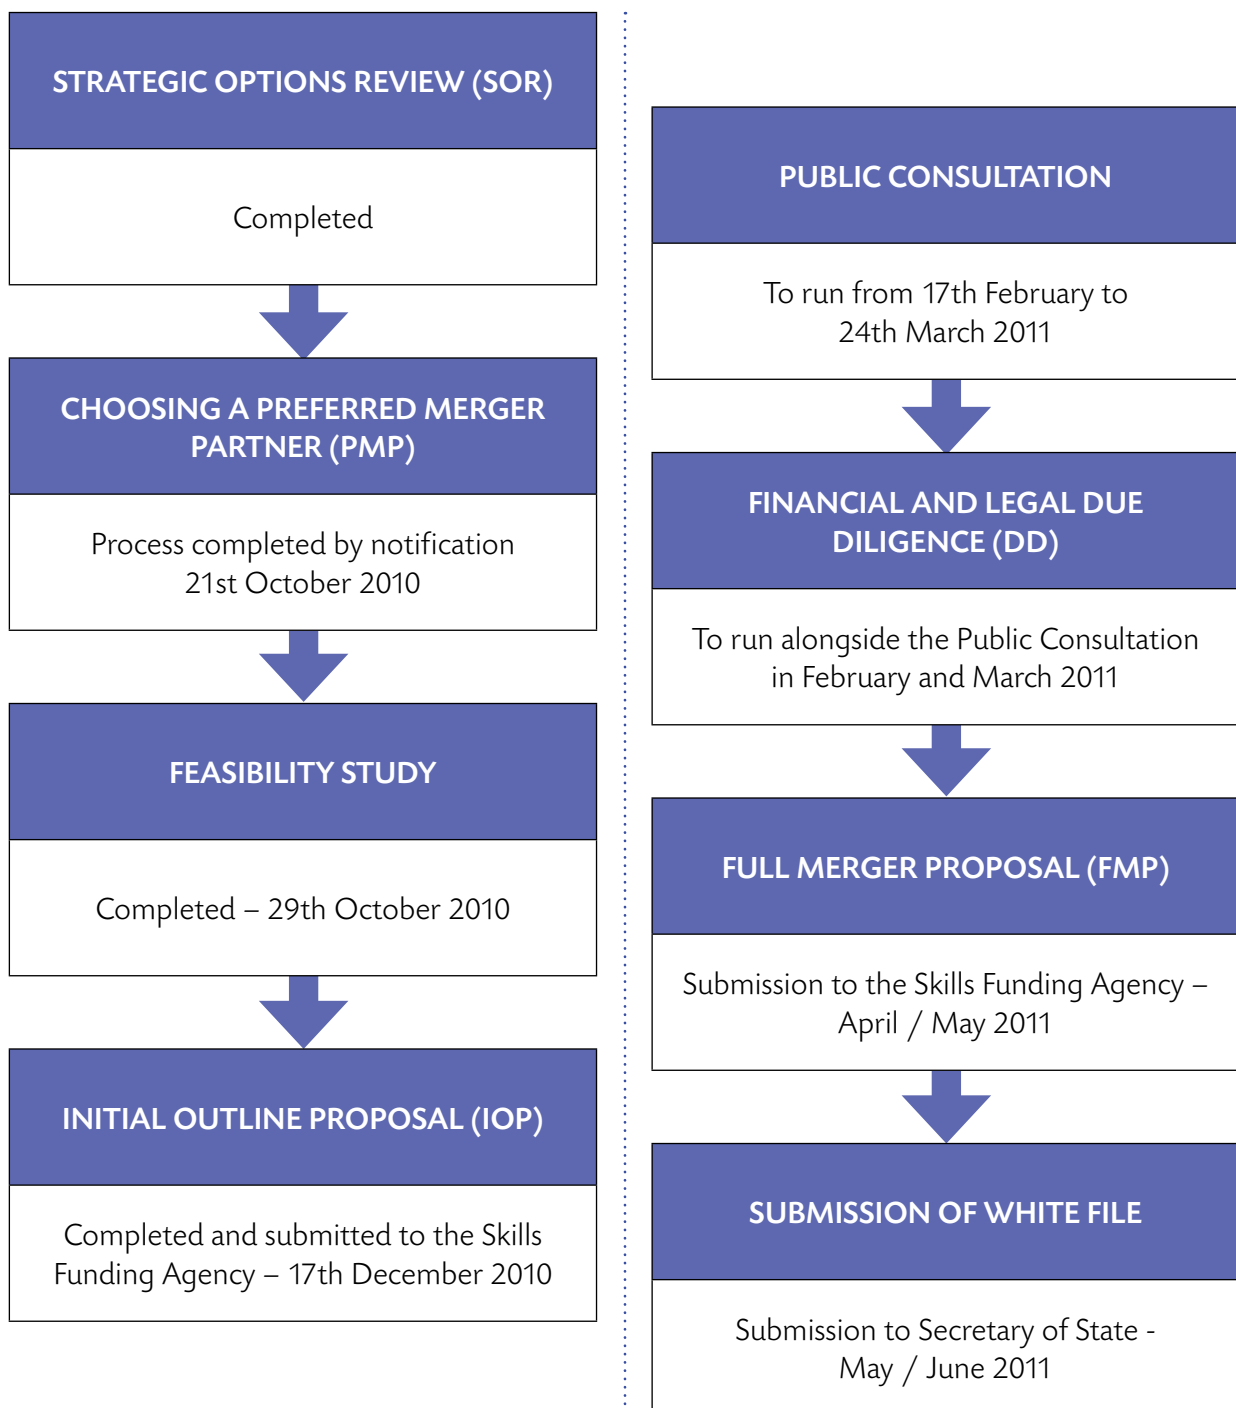 STRATEGIC OPTIONS REVIEW (SOR)
Completed
CHOOSING A PREFERRED MERGER
PARTNER (PMP)
Process completed by notification
21st October 2010
FEASIBILITY STUDY
Completed – 29th October 2010
INITIAL OUTLINE PROPOSAL (IOP)
Completed and submitted to the Skills
Funding Agency – 17th December 2010
PUBLIC CONSULTATION
To run from 17th February to
24th March 2011
FINANCIAL AND LEGAL DUE
DILIGENCE (DD)
To run alongside the Public Consultation
in February and March 2011
FULL MERGER PROPOSAL (FMP)
Submission to the Skills Funding Agency –
April / May 2011
SUBMISSION OF WHITE FILE
Submission to Secretary of State -
May / June 2011